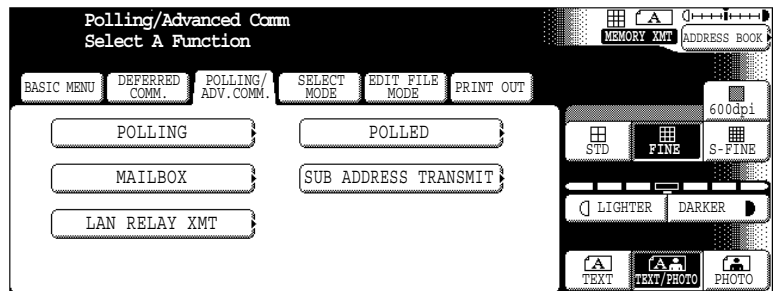 Polling/Advanced Comm
Select A Function
A
MEMORY XMT
ADDRESS BOOK
BASIC MENU
DEFERRED
COMM.
POLLING/
ADV.COMM.
SELECT
MODE
EDIT FILE
MODE
PRINT OUT
600dpi
POLLING
POLLED
STD
FINE
S-FINE
MAILBOX
SUB ADDRESS TRANSMIT
LIGHTER
DARKER
LAN RELAY XMT
A
TEXT
A
TEXT/PHOTO
PHOTO